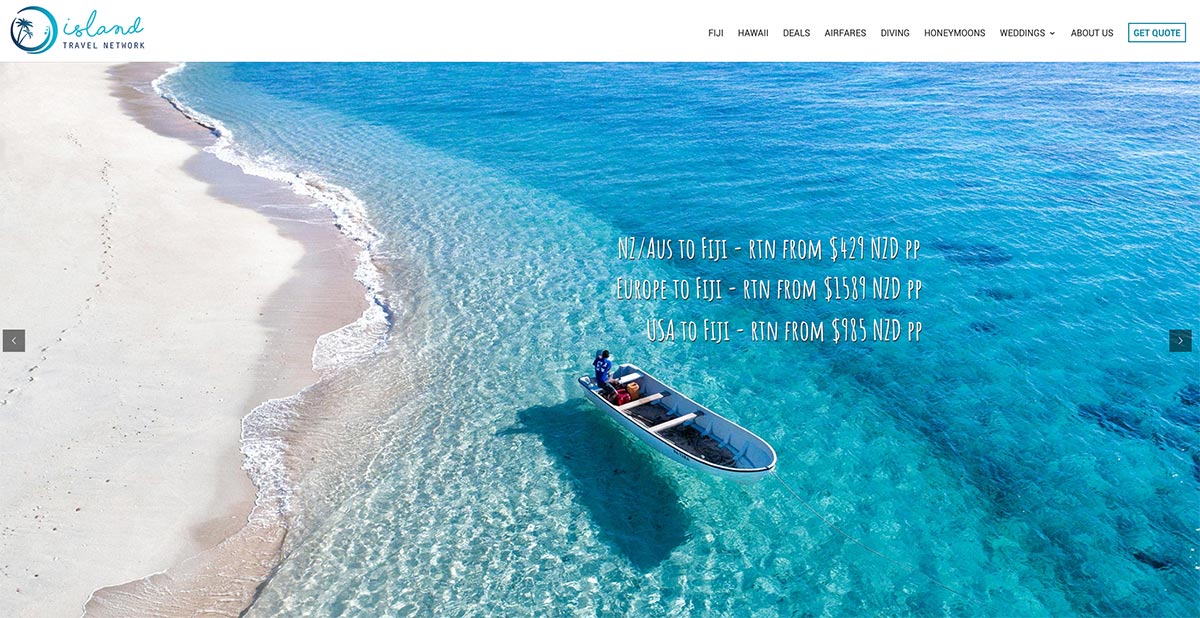 island
TRAVEL NETWORK
FIJI HAWAII DEALS AIRFARES DIVING HONEYMOONS WEDDINGS ABOUT US GET QUOTE
NZ/Aus to Fiji - rtn from $429 NZD pp
Europe to Fiji - rtn from $1589 NZD pp
USA to Fiji - rtn from $985 NZD pp